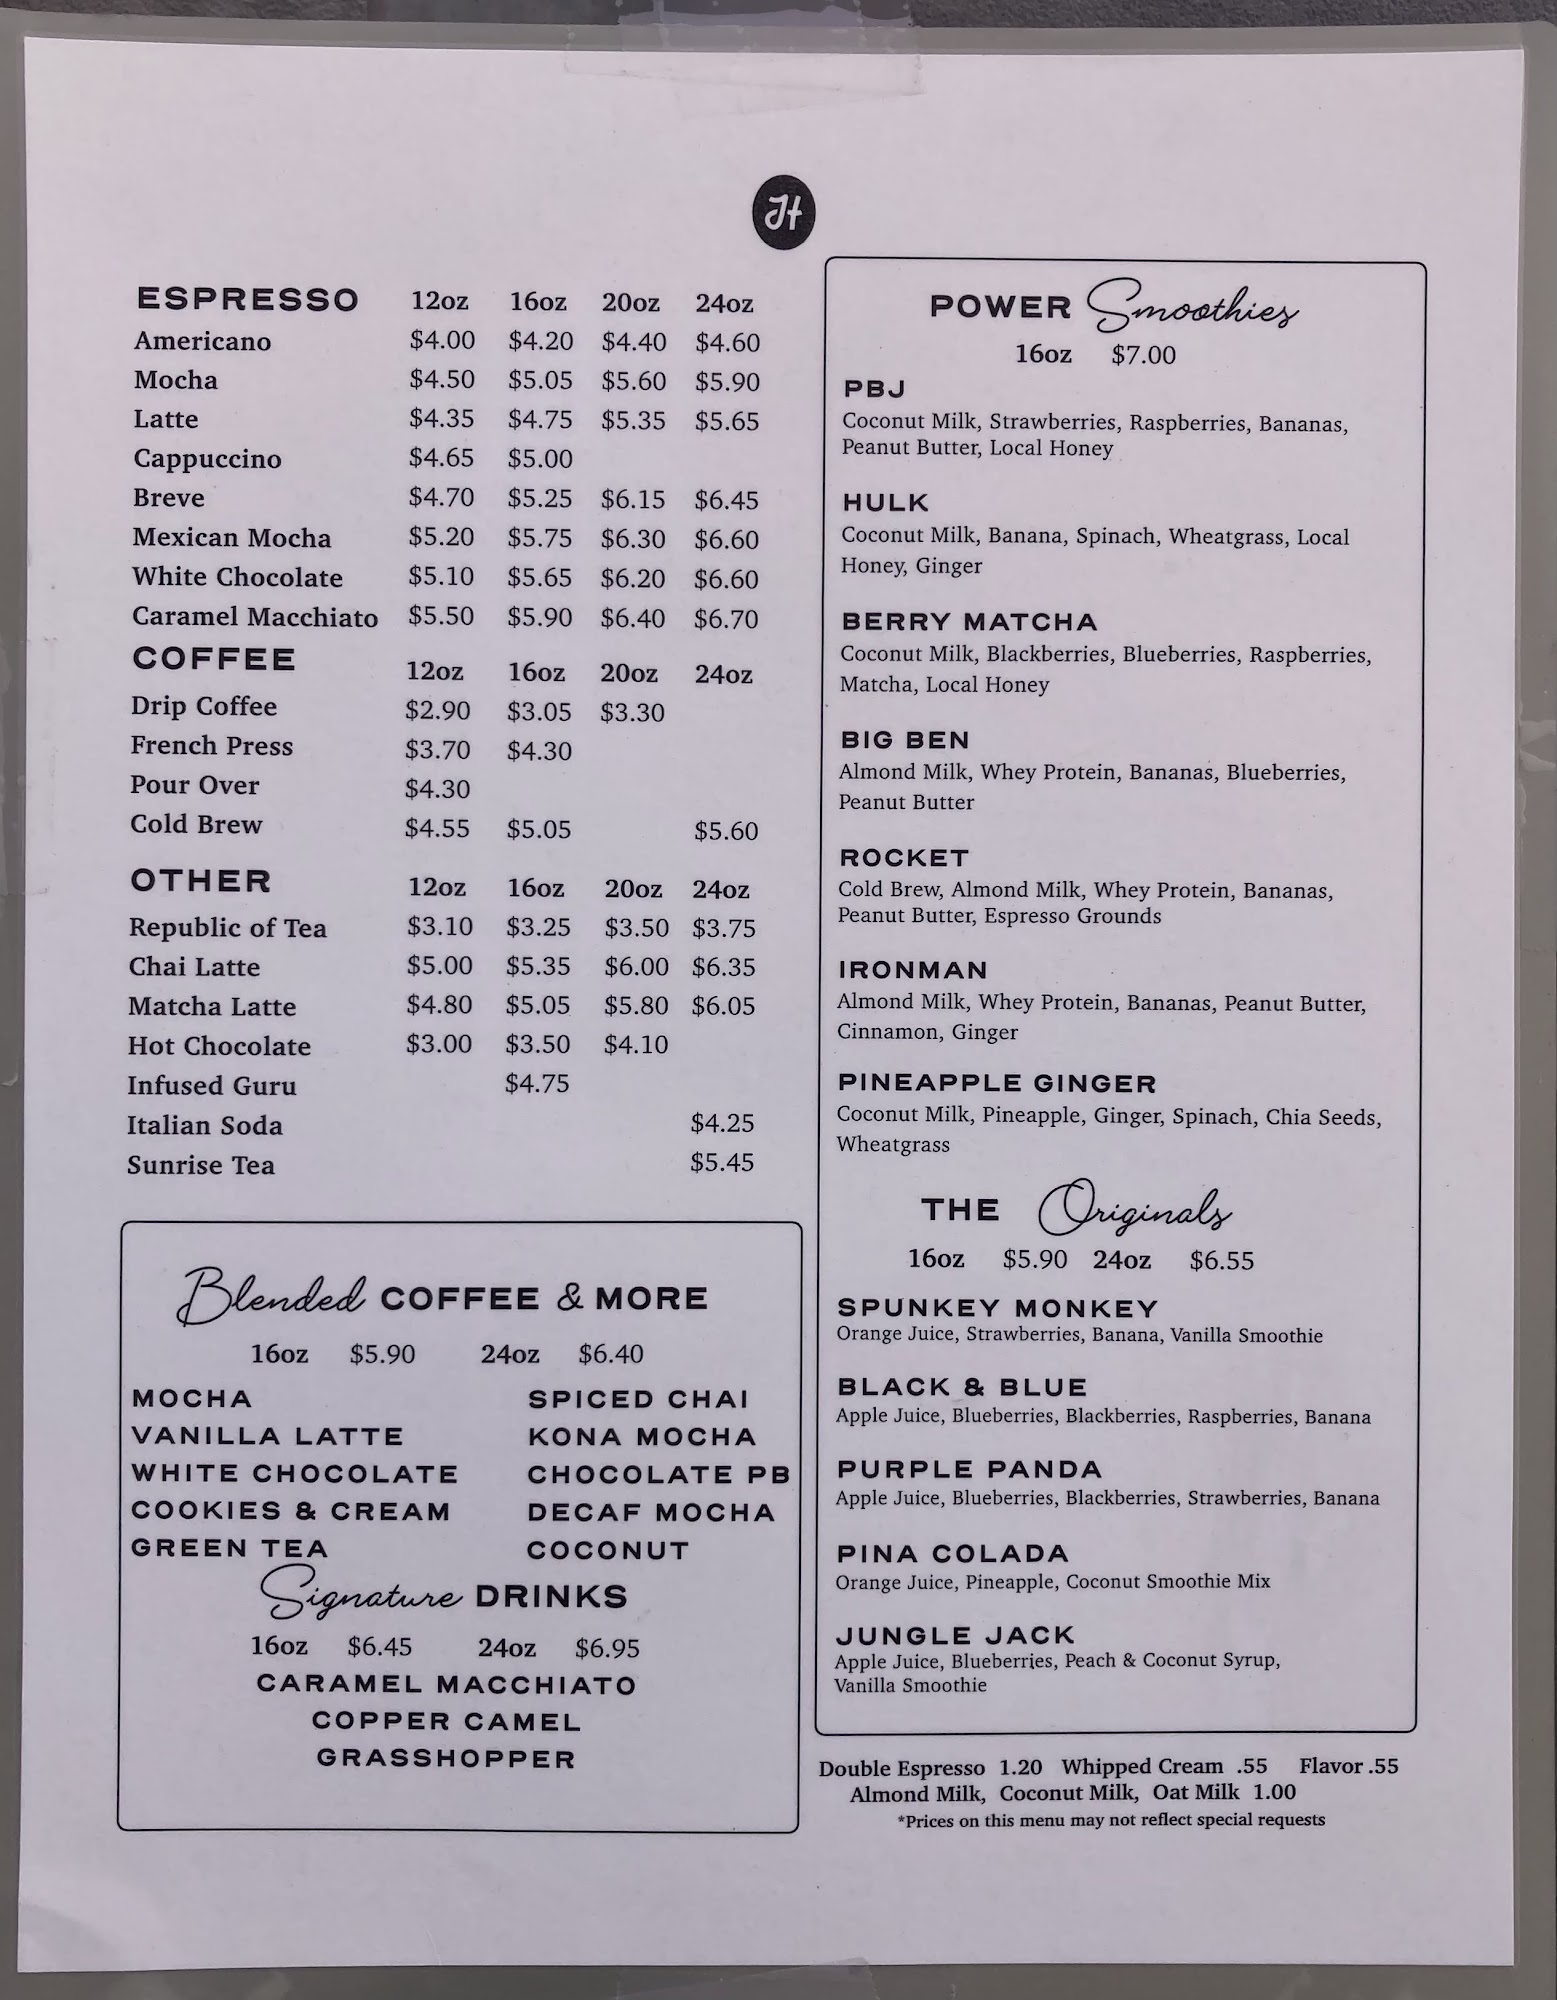 JH
ESPRESSO 12oz 16oz 20oz 24oz
Americano $4.00 $4.20 $4.40 $4.60
Mocha $4.50 $5.05 $5.60 $5.90
Latte $4.35 $4.75 $5.35 $5.65
Cappuccino $4.65 $5.00
Breve $4.70 $5.25 $6.15 $6.45
Mexican Mocha $5.20 $5.75 $6.30 $6.60
White Chocolate $5.10 $5.65 $6.20 $6.60
Caramel Macchiato $5.50 $5.90 $6.40 $6.70
COFFEE 12oz 16oz 20oz 24oz
Drip Coffee $2.90 $3.05 $3.30
French Press $3.70 $4.30
Pour Over $4.30
Cold Brew $4.55 $5.05 $5.60
OTHER 12oz 16oz 20oz 24oz
Republic of Tea $3.10 $3.25 $3.50 $3.75
Chai Latte $5.00 $5.35 $6.00 $6.35
Matcha Latte $4.80 $5.05 $5.80 $6.05
Hot Chocolate $3.00 $3.50 $4.10
Infused Guru $4.75
Italian Soda $4.25
Sunrise Tea $5.45
Blended COFFEE & MORE
16oz $5.90 24oz $6.40
MOCHA SPICED CHAI
VANILLA LATTE KONA MOCHA
WHITE CHOCOLATE CHOCOLATE PB
COOKIES & CREAM DECAF MOCHA
GREEN TEA COCONUT
Signature DRINKS
16oz $6.45 24oz $6.95
CARAMEL MACCHIATO
COPPER CAMEL
GRASSHOPPER
POWER Smoothies
16oz $7.00
PBJ
Coconut Milk, Strawberries, Raspberries, Bananas,
Peanut Butter, Local Honey
HULK
Coconut Milk, Banana, Spinach, Wheatgrass, Local
Honey, Ginger
BERRY MATCHA
Coconut Milk, Blackberries, Blueberries, Raspberries,
Matcha, Local Honey
BIG BEN
Almond Milk, Whey Protein, Bananas, Blueberries,
Peanut Butter
ROCKET
Cold Brew, Almond Milk, Whey Protein, Bananas,
Peanut Butter, Espresso Grounds
IRONMAN
Almond Milk, Whey Protein, Bananas, Peanut Butter,
Cinnamon, Ginger
PINEAPPLE GINGER
Coconut Milk, Pineapple, Ginger, Spinach, Chia Seeds,
Wheatgrass
THE Originals
16oz $5.90 24oz $6.55
SPUNKEY MONKEY
Orange Juice, Strawberries, Banana, Vanilla Smoothie
BLACK & BLUE
Apple Juice, Blueberries, Blackberries, Raspberries, Banana
PURPLE PANDA
Apple Juice, Blueberries, Blackberries, Strawberries, Banana
PINA COLADA
Orange Juice, Pineapple, Coconut Smoothie Mix
JUNGLE JACK
Apple Juice, Blueberries, Peach & Coconut Syrup,
Vanilla Smoothie
Double Espresso 1.20 Whipped Cream .55 Flavor .55
Almond Milk, Coconut Milk, Oat Milk 1.00
*Prices on this menu may not reflect special requests